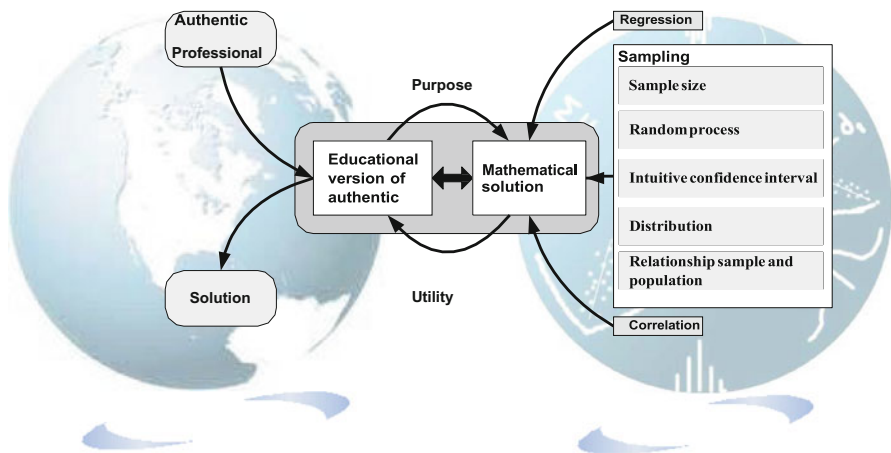 Authentic
Professional
Regression
Sampling
Sample size
Random process
Intuitive confidence interval
Distribution
Relationship sample and
population
Purpose
Educational
version of
authentic
Mathematical
solution
Solution
Utility
Correlation